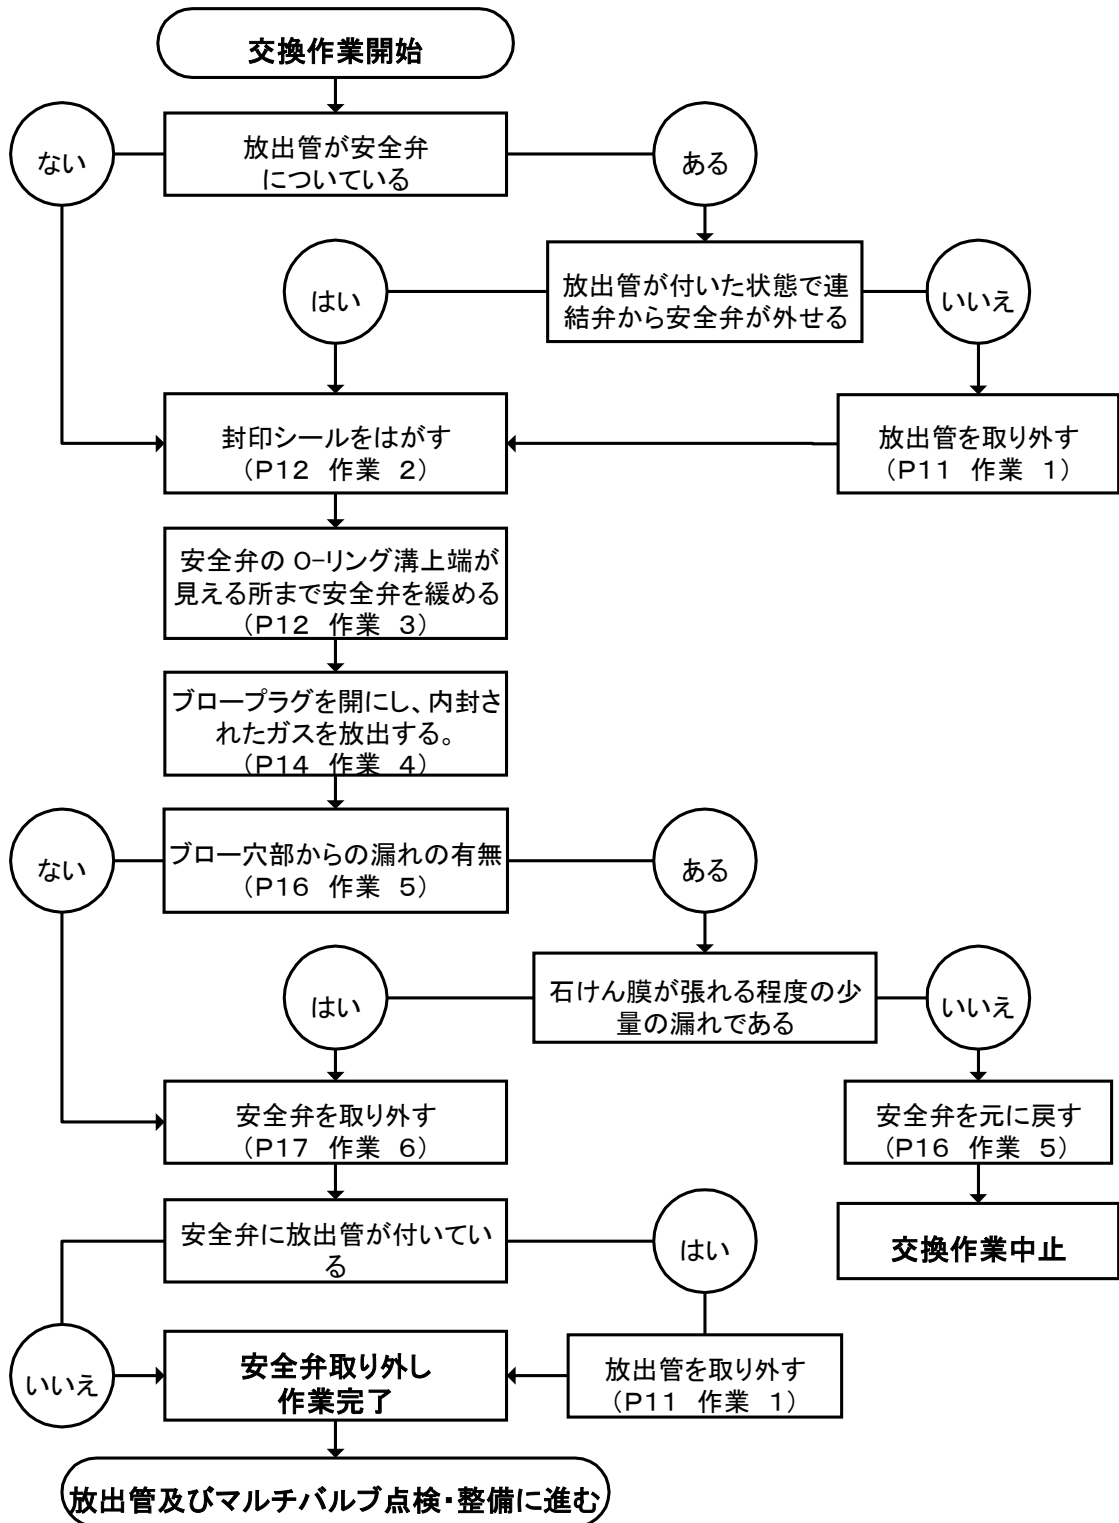 交換作業開始
放出管が安全弁
についている
ない
ある
放出管が付いた状態で連
結弁から安全弁が外せる
はい
いいえ
封印シールをはがす
(P12 作業 2)
放出管を取り外す
(P11 作業 1)
安全弁の O-リング溝上端が
見える所まで安全弁を緩める
(P12 作業 3)
ブロープラグを開にし、内封さ
れたガスを放出する。
(P14 作業 4)
ブロー穴部からの漏れの有無
(P16 作業 5)
ない
ある
石けん膜が張れる程度の少
量の漏れである
はい
いいえ
安全弁を取り外す
(P17 作業 6)
安全弁を元に戻す
(P16 作業 5)
安全弁に放出管が付いてい
る
はい
交換作業中止
いいえ
安全弁取り外し
作業完了
放出管を取り外す
(P11 作業 1)
放出管及びマルチバルブ点検・整備に進む